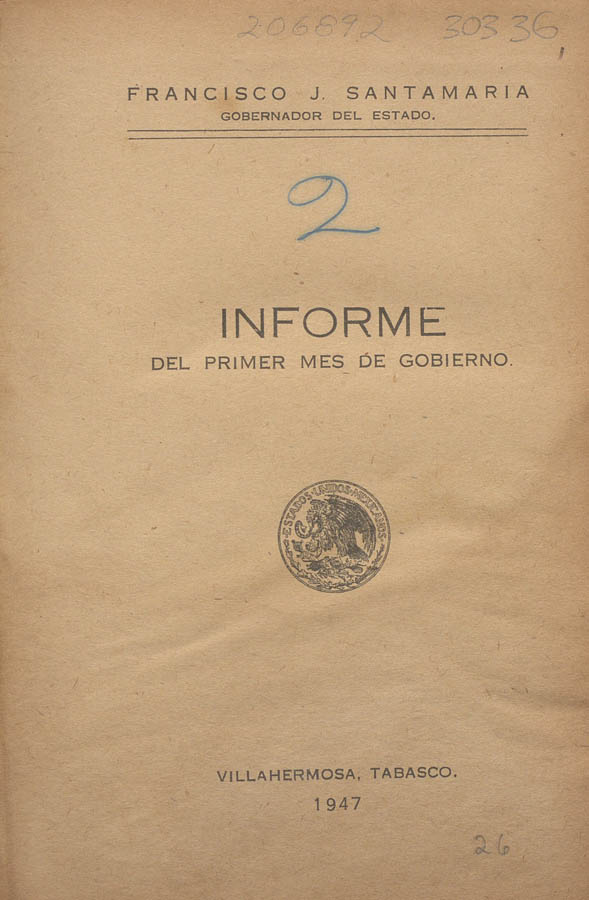 206892 30336
FRANCISCO J. SANTAMARIA
GOBERNADOR DEL ESTADO.
2
INFORME
DEL PRIMER MES DE GOBIERNO.
ESTADOS UNIDOS MEXICANOS
VILLAHERMOSA, TABASCO.
1947
26